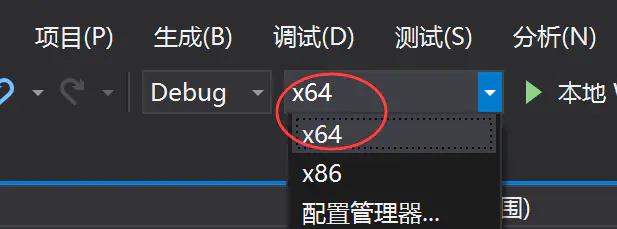 项目(P) 生成(B) 调试(D) 测试(S) 分析(N)
Debug x64 本地
x64
x86
配置管理器... 围)